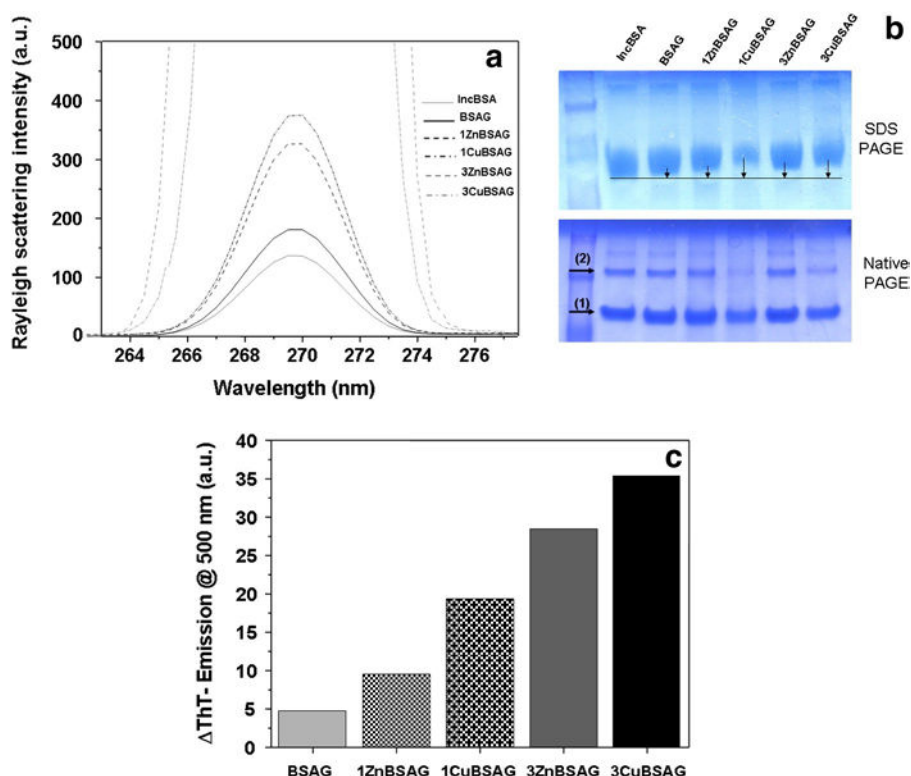 a
Rayleigh scattering intensity (a.u.)
500
400
300
200
100
0
264 266 268 270 272 274 276
Wavelength (nm)
IncBSA
BSAG
1ZnBSAG
1CuBSAG
3ZnBSAG
3CuBSAG
b
IncBSA BSAG 1ZnBSAG 1CuBSAG 3ZnBSAG 3CuBSAG
SDS
PAGE
(2)
(1)
Native
PAGE
c
ΔThT- Emission @ 500 nm (a.u.)
40
35
30
25
20
15
10
5
0
BSAG 1ZnBSAG 1CuBSAG 3ZnBSAG 3CuBSAG